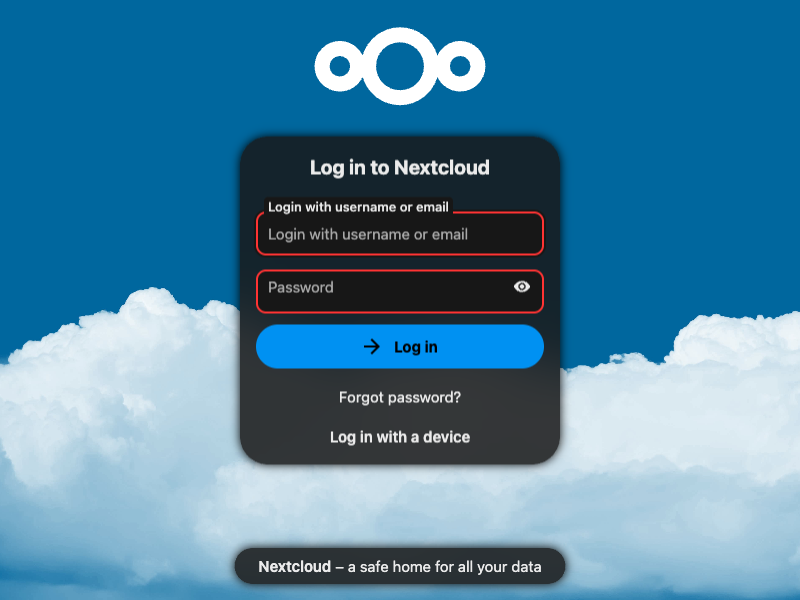 Log in to Nextcloud
Login with username or email
Login with username or email
Password
Log in
Forgot password?
Log in with a device
Nextcloud – a safe home for all your data